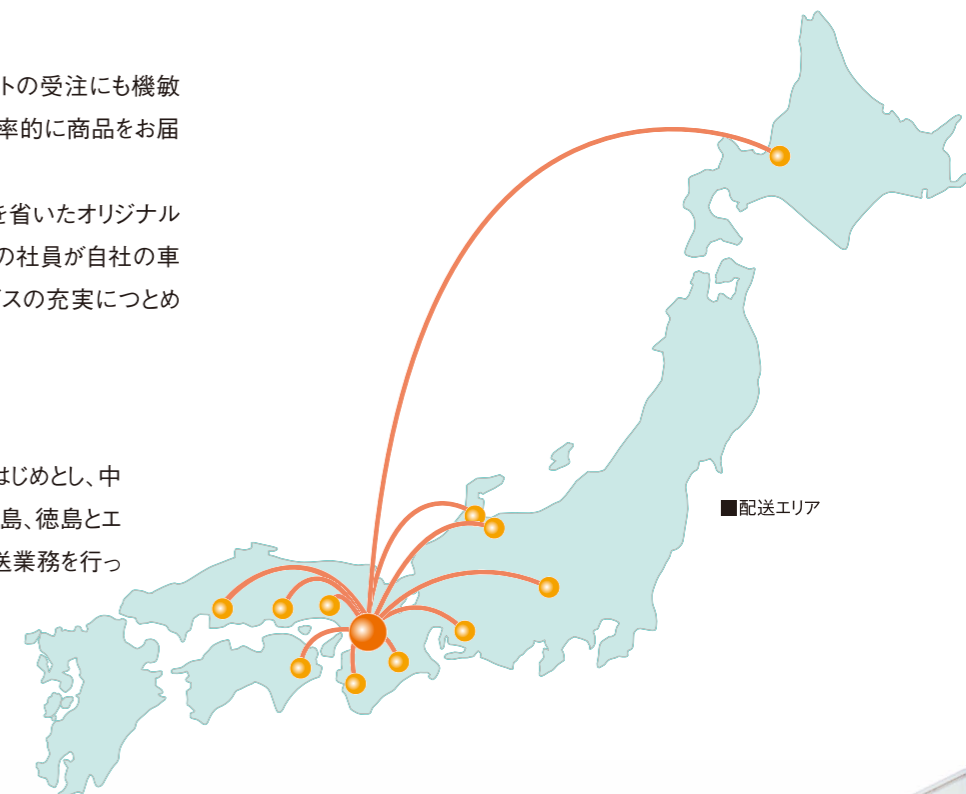 トの受注にも機敏
率的に商品をお届
を省いたオリジナル
の社員が自社の車
スの充実につとめ
はじめとし、中
島、徳島とエ
送業務を行っ
■配送エリア